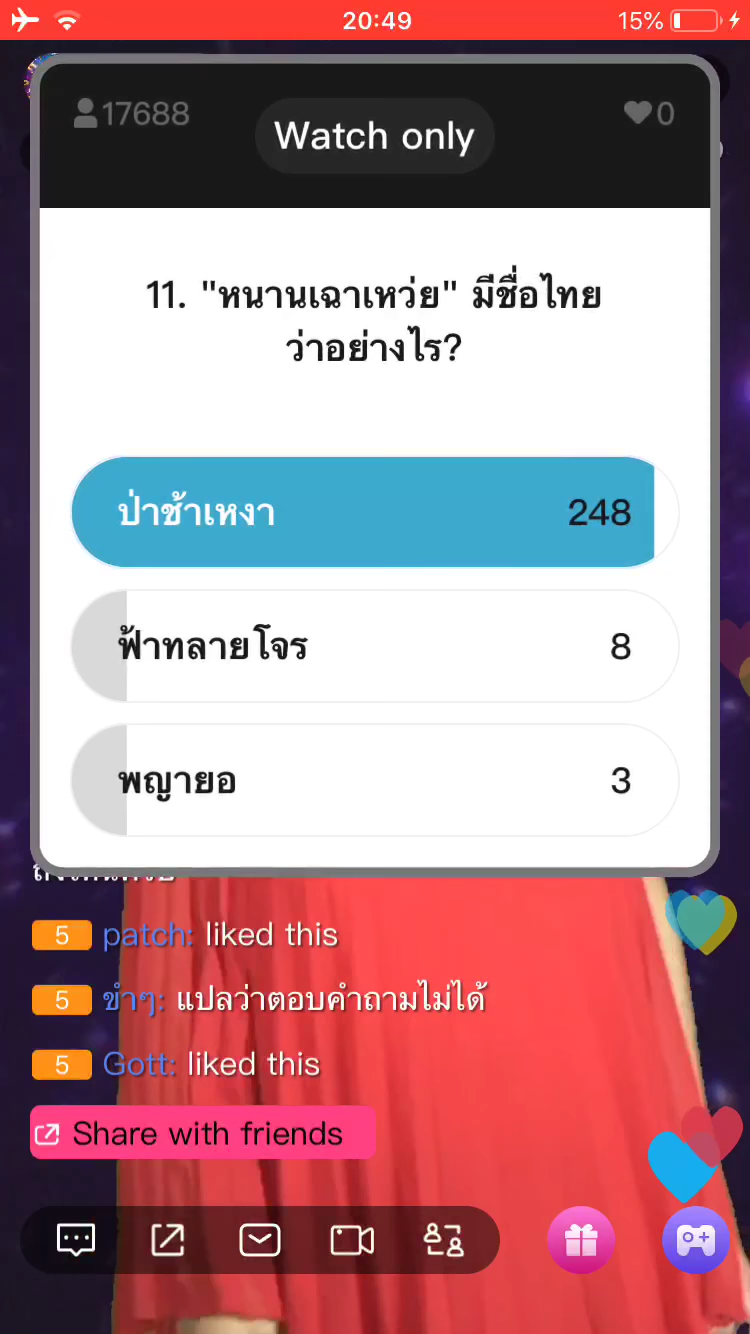 20:49
15%
17688
Watch only
0
11. "หนานเฉาเหว่ย" มีชื่อไทย
ว่าอย่างไร?
ป่าช้าเหงา 248
ฟ้าทลายโจร 8
พญายอ 3
5 patch: liked this
5 ขำๆ: แปลว่าตอบคำถามไม่ได้
5 Gott: liked this
Share with friends